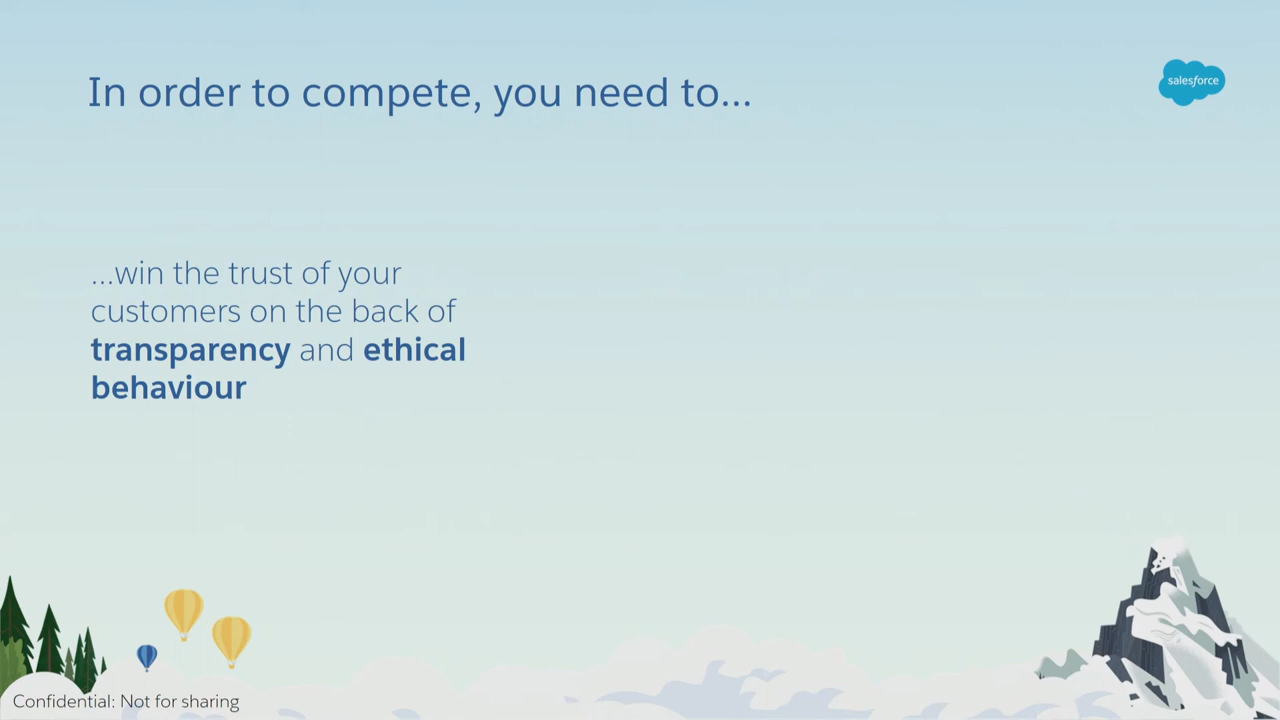 In order to compete, you need to...
salesforce
...win the trust of your
customers on the back of
transparency and ethical
behaviour
Confidential: Not for sharing